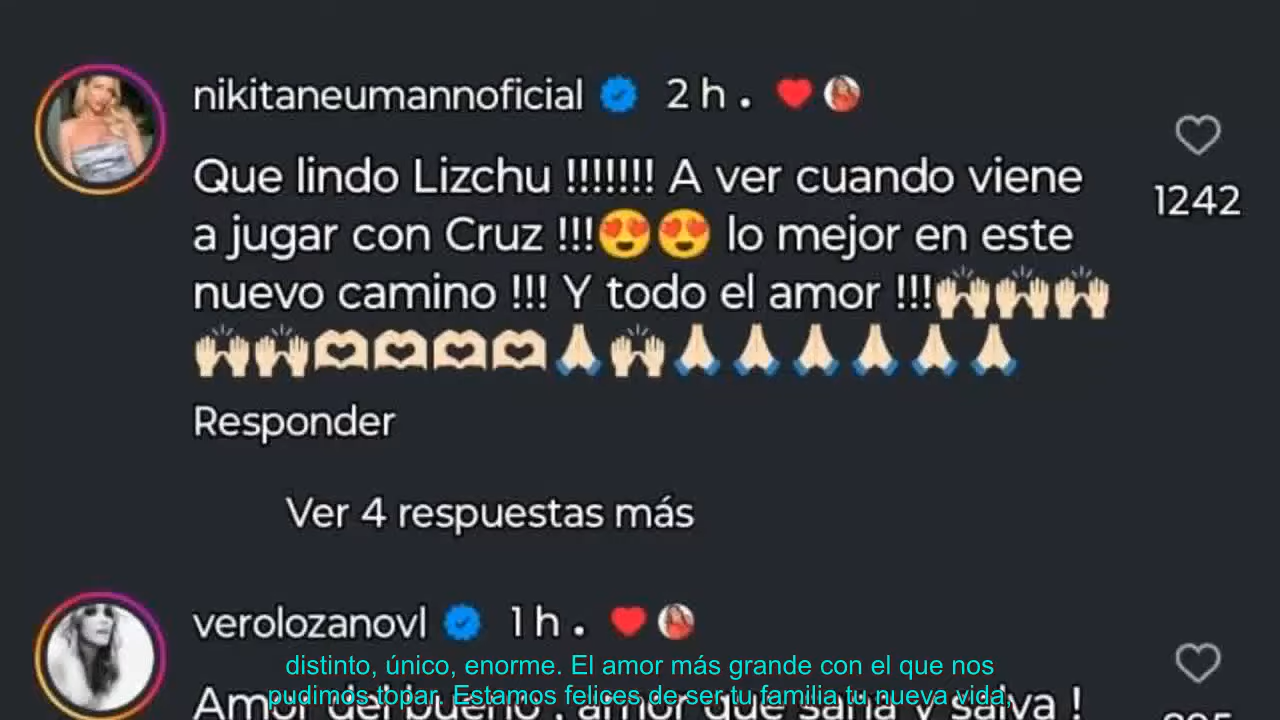 nikitaneumannoficial 2 h .
Que lindo Lizchu !!!!!!! A ver cuando viene
a jugar con Cruz !!!😍😍 lo mejor en este
nuevo camino !!! Y todo el amor !!!🙌🏻🙌🏻🙌🏻
🙌🏻🙌🏻🫶🏻🫶🏻🫶🏻🫶🏻🙏🏻🙌🏻🙏🏻🙏🏻🙏🏻🙏🏻🙏🏻🙏🏻
1242
Responder
Ver 4 respuestas más
verolozanovl 1 h .
distinto, único, enorme. El amor más grande con el que nos
pudimos topar. Estamos felices de ser tu familia tu nueva vida,
Amor del bueno , amor que sana y salva !